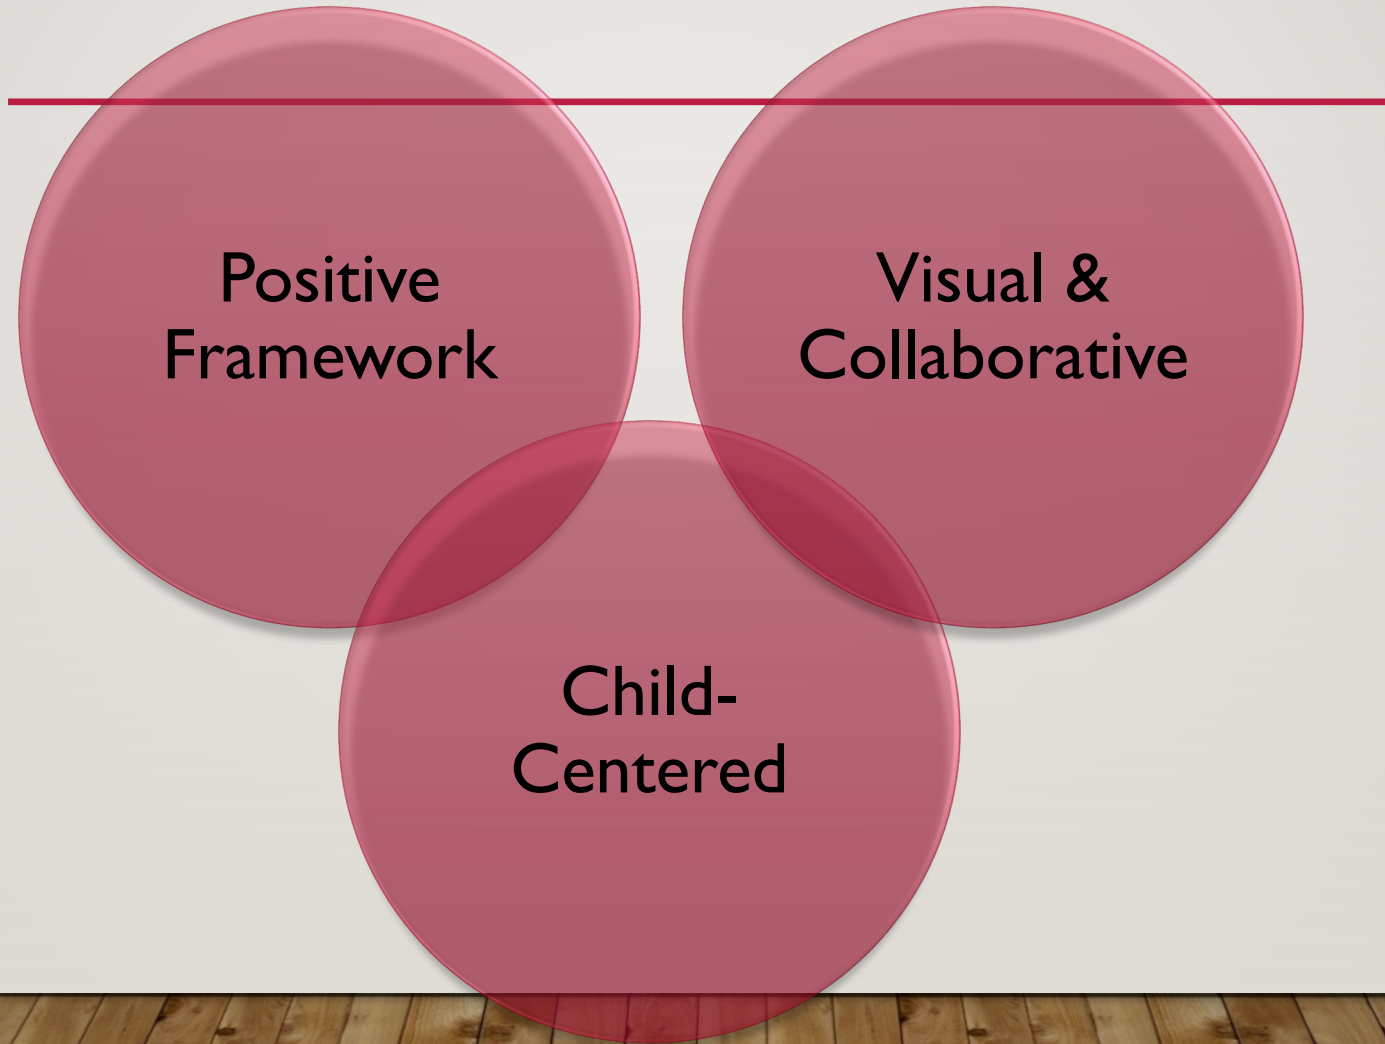 Positive
Framework
Visual &
Collaborative
Child-
Centered